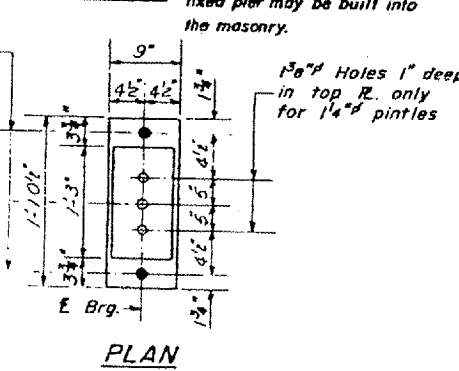 fixed pier may be built into
the masonry.
9"
4½" 4½"
1¾"
1⅜"ø Holes 1" deep
in top ℞ only
for 1¼"ø pintles
3¾"
1'-10½"
1'-3"
4½"
5"
5"
4½"
3¾"
1¾"
℄ Brg.
PLAN